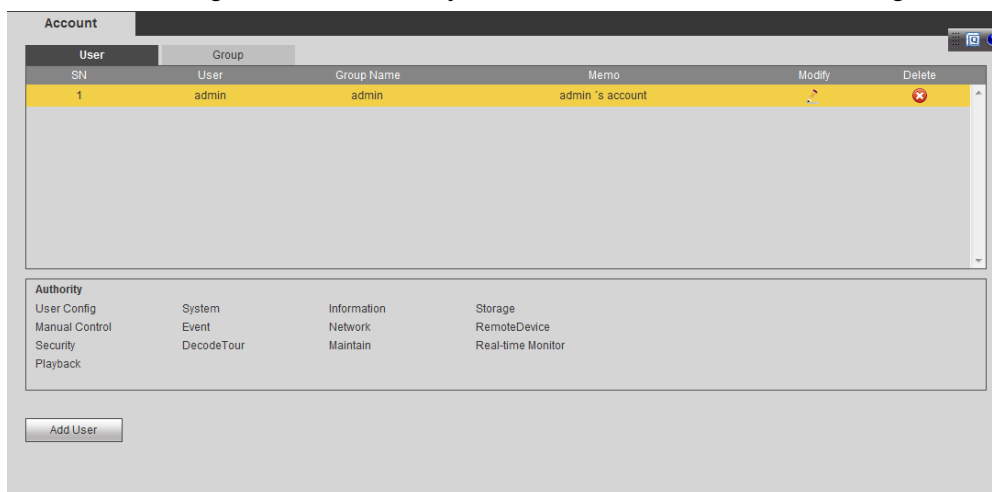 Account
User Group
SN User Group Name Memo Modify Delete
1 admin admin admin 's account
Authority
User Config System Information Storage
Manual Control Event Network RemoteDevice
Security DecodeTour Maintain Real-time Monitor
Playback
Add User